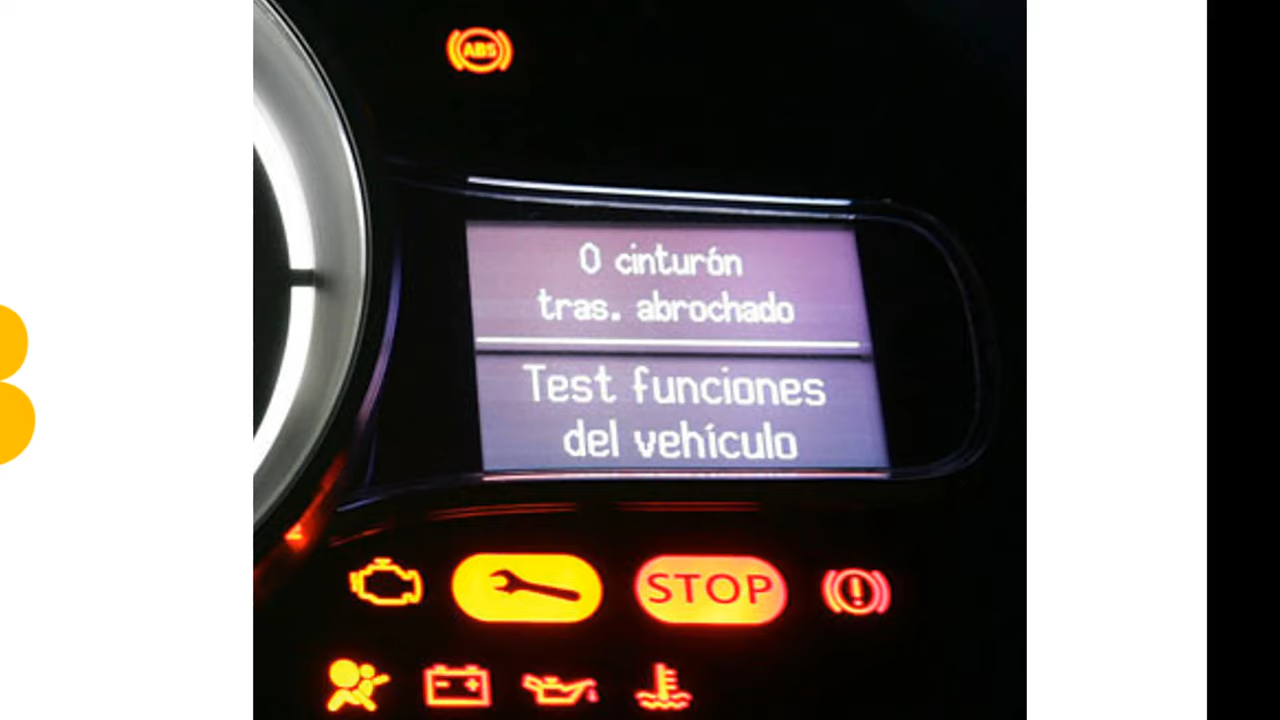 ABS
0 cinturón
tras. abrochado
Test funciones
del vehículo
STOP